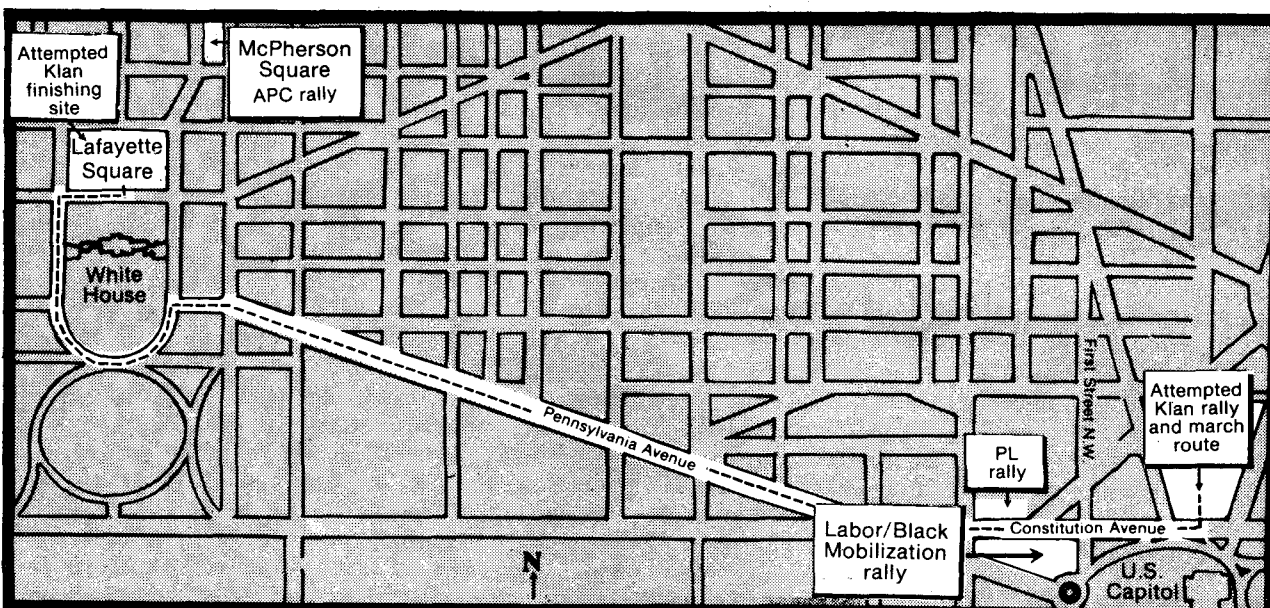 Attempted
Klan
finishing
site
McPherson
Square
APC rally
Lafayette
Square
White
House
Pennsylvania Avenue
First Street N.W.
Attempted
Klan rally
and march
route
PL
rally
Labor/Black
Mobilization
rally
Constitution Avenue
N
U.S.
Capitol